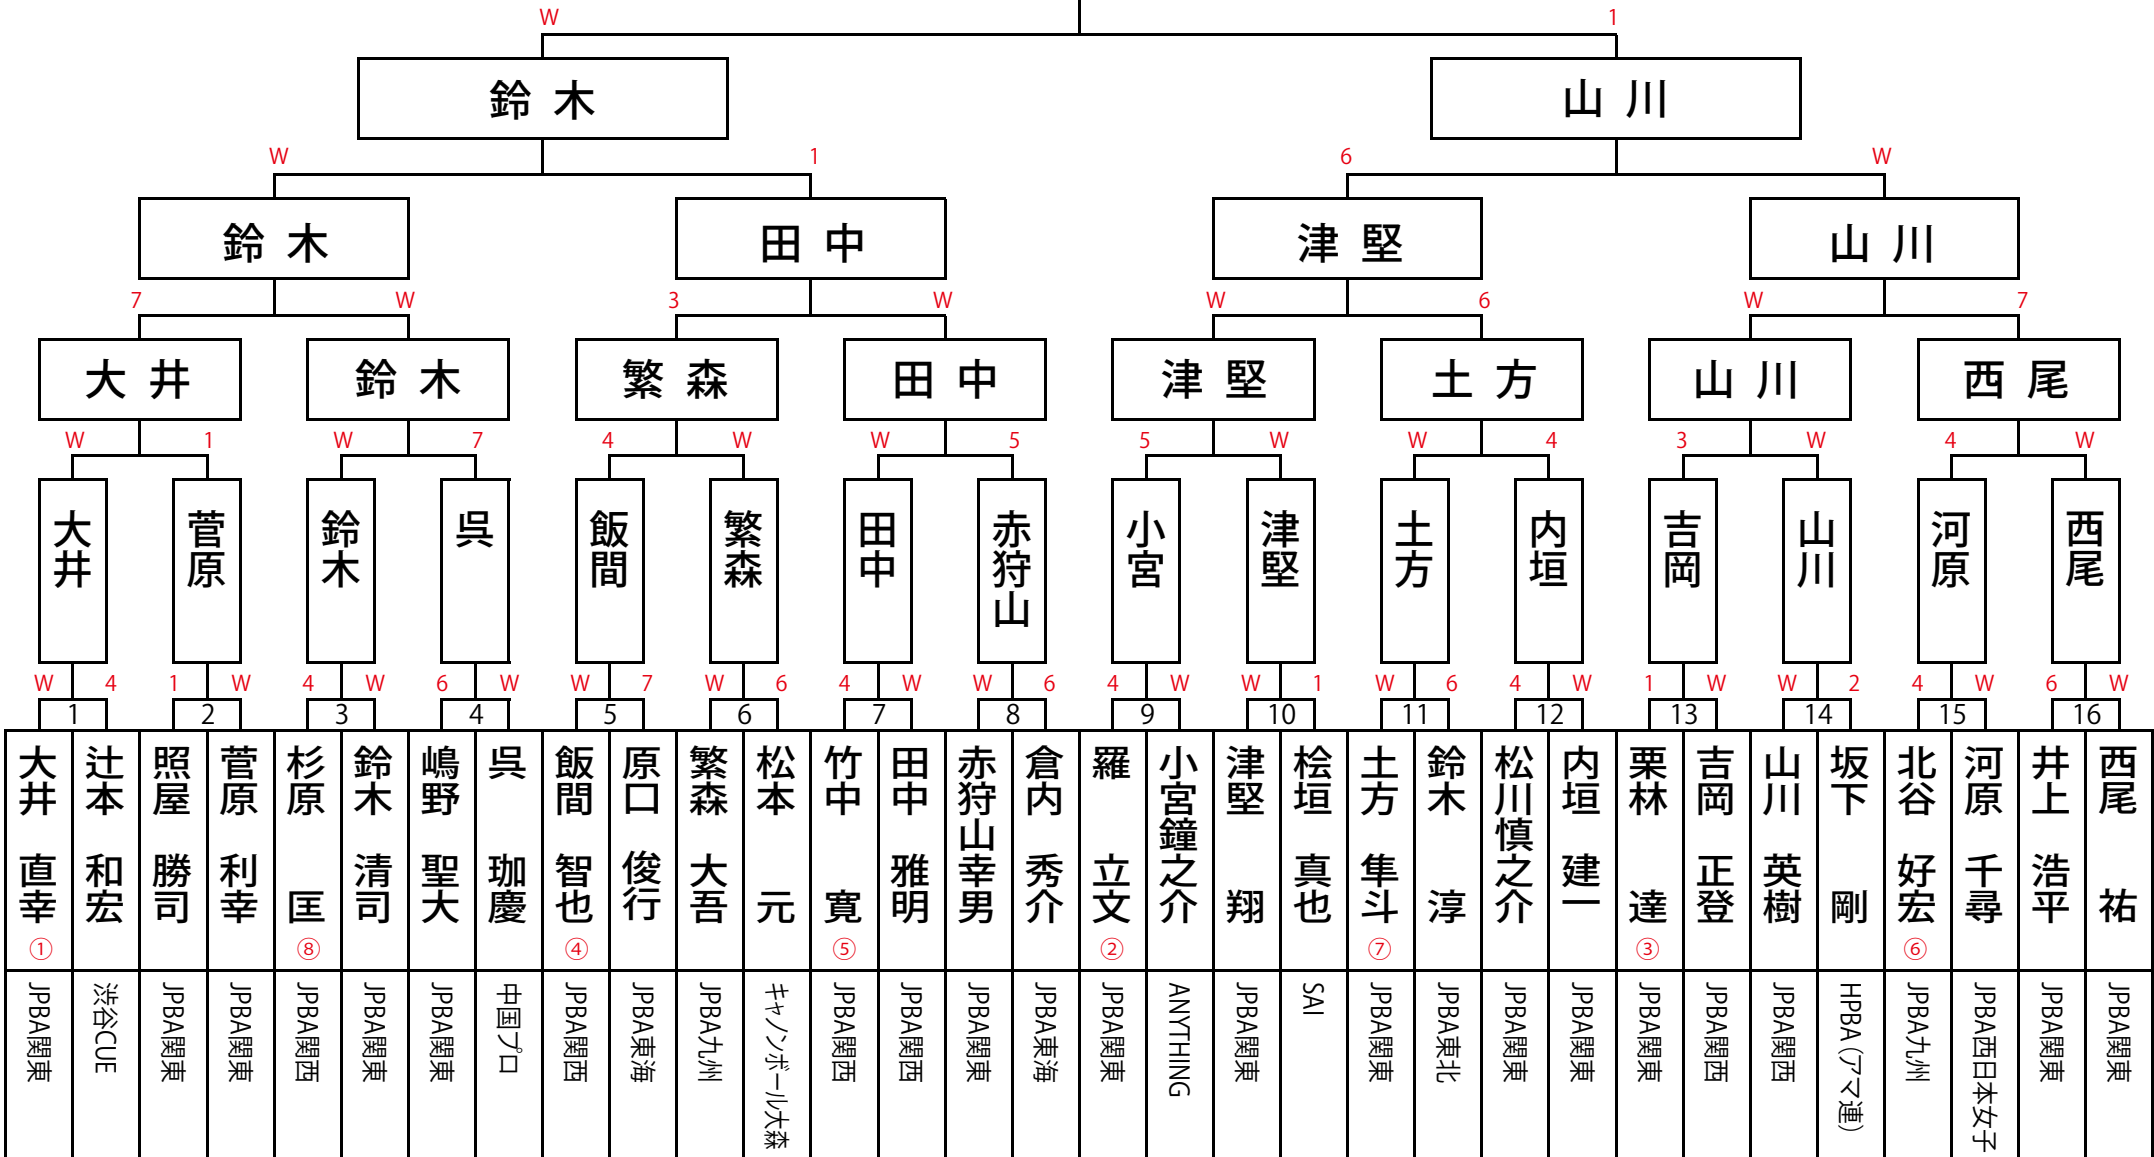 W 1
鈴木 山川
W 1 6 W
鈴木 田中 津堅 山川
7 W 3 W W 6 W 7
大井 鈴木 繁森 田中 津堅 土方 山川 西尾
W 1 W 7 4 W W 5 5 W W 4 3 W 4 W
大井 菅原 鈴木 呉 飯間 繁森 田中 赤狩山 小宮 津堅 土方 内垣 吉岡 山川 河原 西尾
W 4 1 W 4 W 6 W W 7 W 6 4 W W 6 4 W W 1 W 6 4 W 1 W W 2 4 W 6 W
1 2 3 4 5 6 7 8 9 10 11 12 13 14 15 16
大井 直幸 ①
辻本 和宏
照屋 勝司
菅原 利幸
杉原 匡 ⑧
鈴木 清司
嶋野 聖大
呉 珈慶
飯間 智也 ④
原口 俊行
繁森 大吾
松本 元
竹中 寛 ⑤
田中 雅明
赤狩山幸男
倉内 秀介
羅 立文 ②
小宮鐘之介
津堅 翔
桧垣 真也
土方 隼斗 ⑦
鈴木 淳
松川慎之介
内垣 建一
栗林 達 ③
吉岡 正登
山川 英樹
坂下 剛
北谷 好宏 ⑥
河原 千尋
井上 浩平
西尾 祐
JPBA関東
渋谷CUE
JPBA関東
JPBA関東
JPBA関西
JPBA関東
JPBA関東
中国プロ
JPBA関西
JPBA東海
JPBA九州
キャノンボール大森
JPBA関西
JPBA関西
JPBA関東
JPBA東海
JPBA関東
ANYTHING
JPBA関東
SAI
JPBA関東
JPBA東北
JPBA関東
JPBA関東
JPBA関東
JPBA関西
JPBA関西
HPBA（アマ連）
JPBA九州
JPBA西日本女子
JPBA関東
JPBA関東